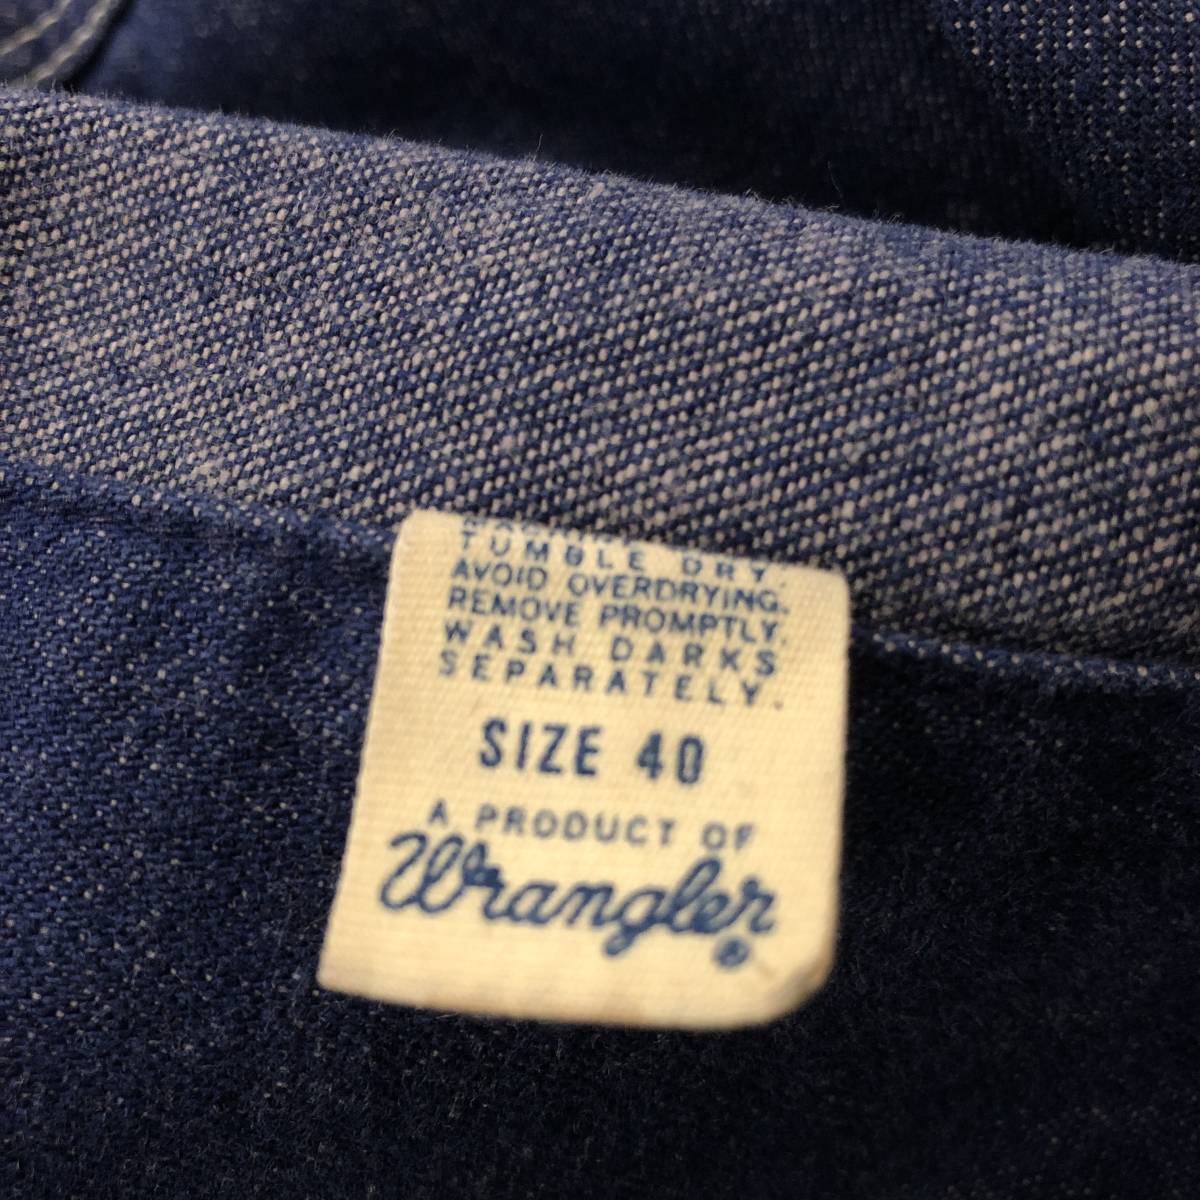 TUMBLE DRY.
AVOID OVERDRYING.
REMOVE PROMPTLY.
WASH DARKS
SEPARATELY.
SIZE 40
A PRODUCT OF
Wrangler
®